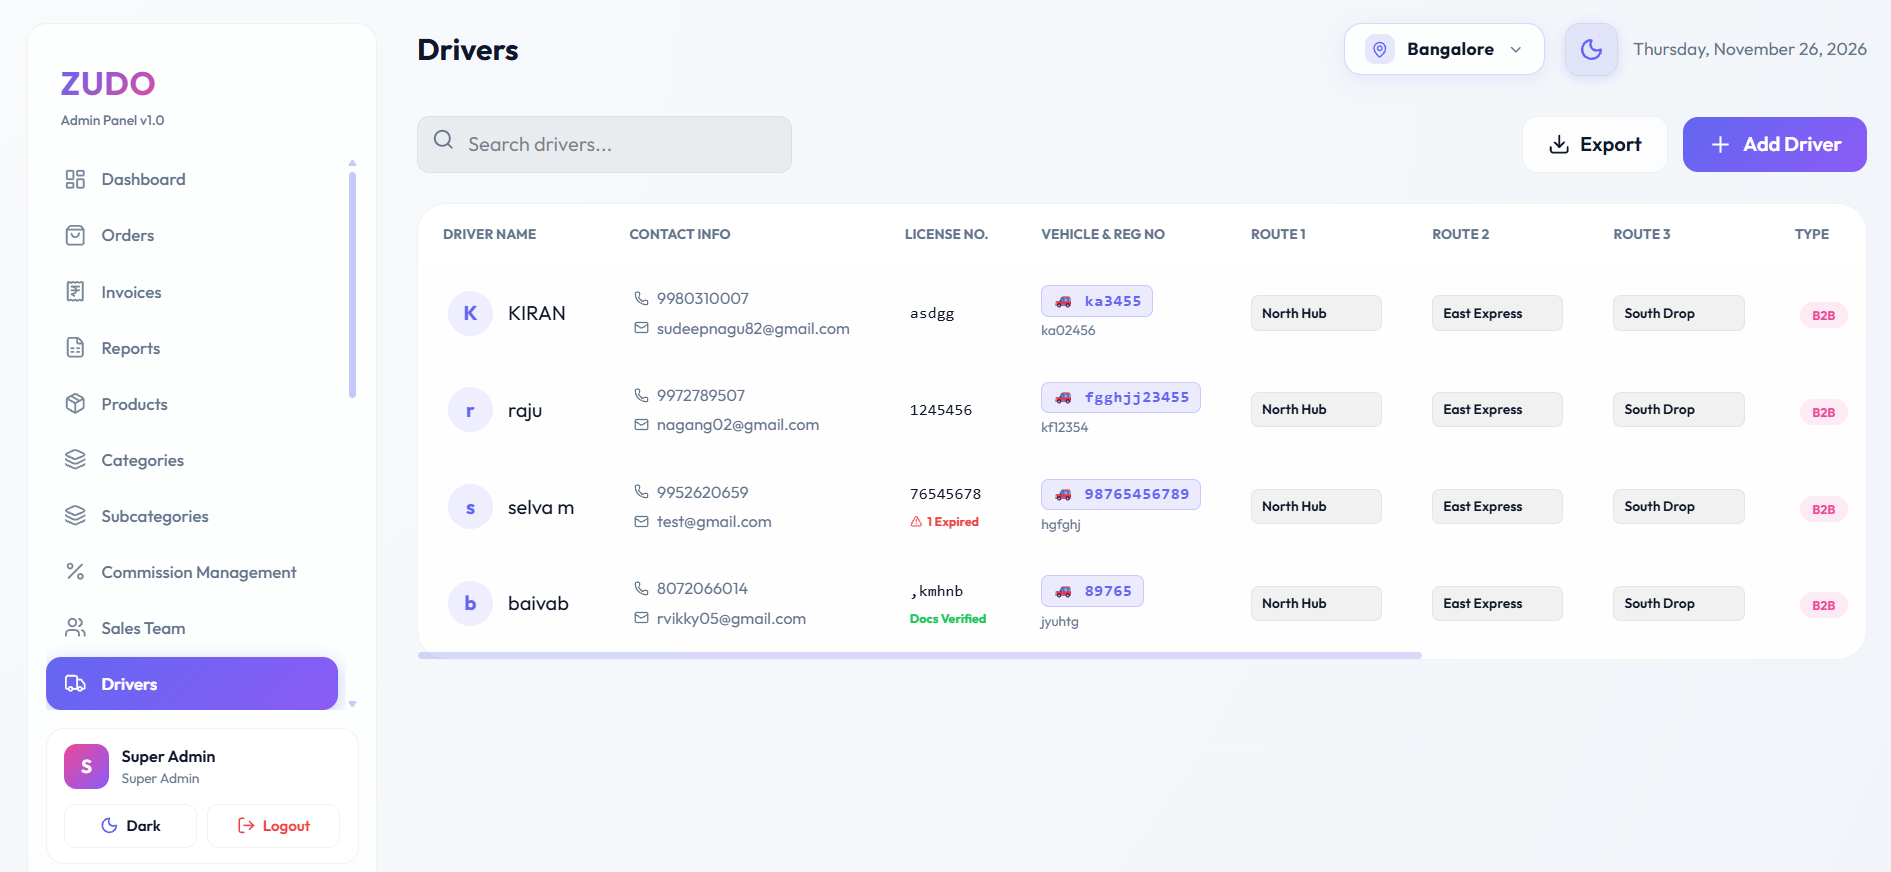 ZUDO
Admin Panel v1.0
Dashboard
Orders
Invoices
Reports
Products
Categories
Subcategories
Commission Management
Sales Team
Drivers
S
Super Admin
Super Admin
Dark
Logout
Drivers
Bangalore
Thursday, November 26, 2026
Search drivers...
Export
Add Driver
DRIVER NAME CONTACT INFO LICENSE NO. VEHICLE & REG NO ROUTE 1 ROUTE 2 ROUTE 3 TYPE
K KIRAN 9980310007 asdgg ka3455 North Hub East Express South Drop B2B
sudeepnagu82@gmail.com ka02456
r raju 9972789507 1245456 fgghjj23455 North Hub East Express South Drop B2B
nagang02@gmail.com kf12354
s selva m 9952620659 76545678 98765456789 North Hub East Express South Drop B2B
test@gmail.com 1 Expired hgfghj
b baivab 8072066014 ,kmhnb 89765 North Hub East Express South Drop B2B
rvikky05@gmail.com Docs Verified jyuhtg